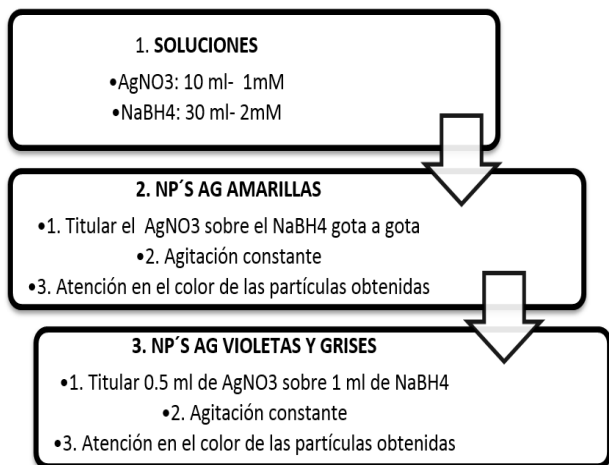 1. SOLUCIONES
•AgNO3: 10 ml- 1mM
•NaBH4: 30 ml- 2mM
2. NP´S AG AMARILLAS
•1. Titular el AgNO3 sobre el NaBH4 gota a gota
•2. Agitación constante
•3. Atención en el color de las partículas obtenidas
3. NP´S AG VIOLETAS Y GRISES
•1. Titular 0.5 ml de AgNO3 sobre 1 ml de NaBH4
•2. Agitación constante
•3. Atención en el color de las partículas obtenidas